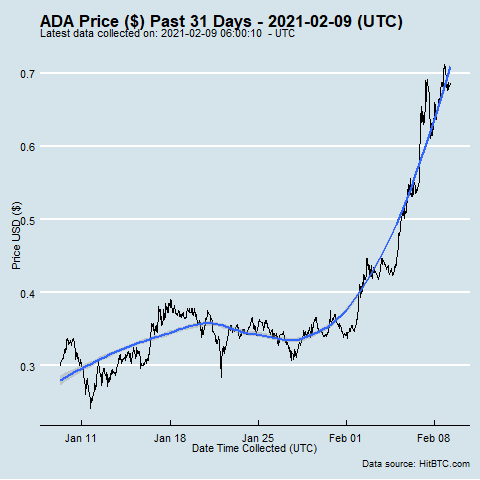 ADA Price ($) Past 31 Days - 2021-02-09 (UTC)
Latest data collected on: 2021-02-09 06:00:10 - UTC
0.7
0.6
0.5
0.4
0.3
Price USD ($)
Jan 11
Jan 18
Jan 25
Feb 01
Feb 08
Date Time Collected (UTC)
Data source: HitBTC.com